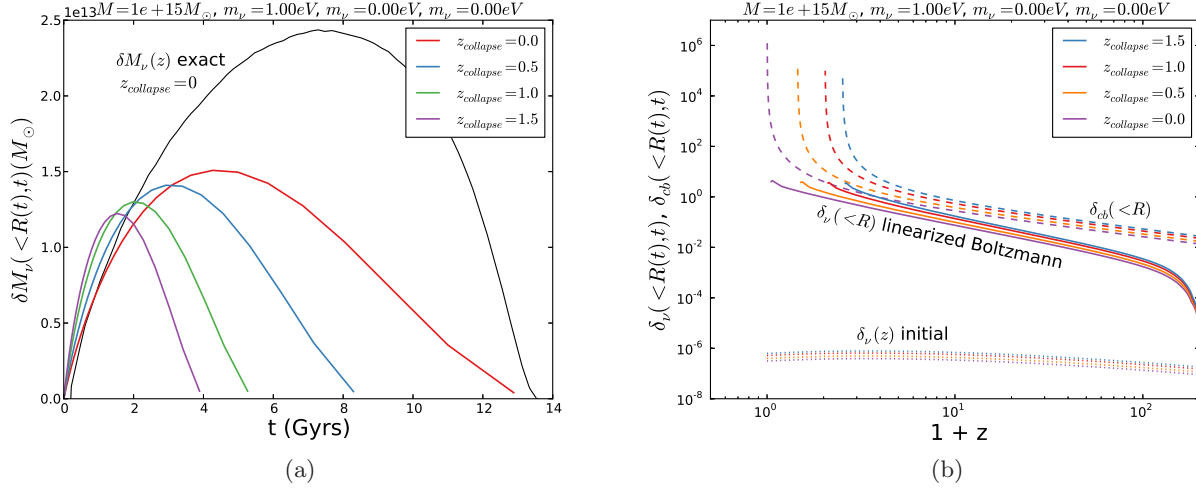 1e13 M=1e+15M⊙, mν=1.00eV, mν=0.00eV, mν=0.00eV
δMν(<R(t),t)(M⊙)
2.5
2.0
1.5
1.0
0.5
0.0
δMν(z) exact
zcollapse=0
zcollapse=0.0
zcollapse=0.5
zcollapse=1.0
zcollapse=1.5
0 2 4 6 8 10 12 14
t (Gyrs)
(a)
M=1e+15M⊙, mν=1.00eV, mν=0.00eV, mν=0.00eV
δν(<R(t),t), δcb(<R(t),t)
10^6
10^4
10^2
10^0
10^-2
10^-4
10^-6
10^-8
zcollapse=1.5
zcollapse=1.0
zcollapse=0.5
zcollapse=0.0
δcb(<R)
δν(<R) linearized Boltzmann
δν(z) initial
10^0 10^1 10^2
1 + z
(b)